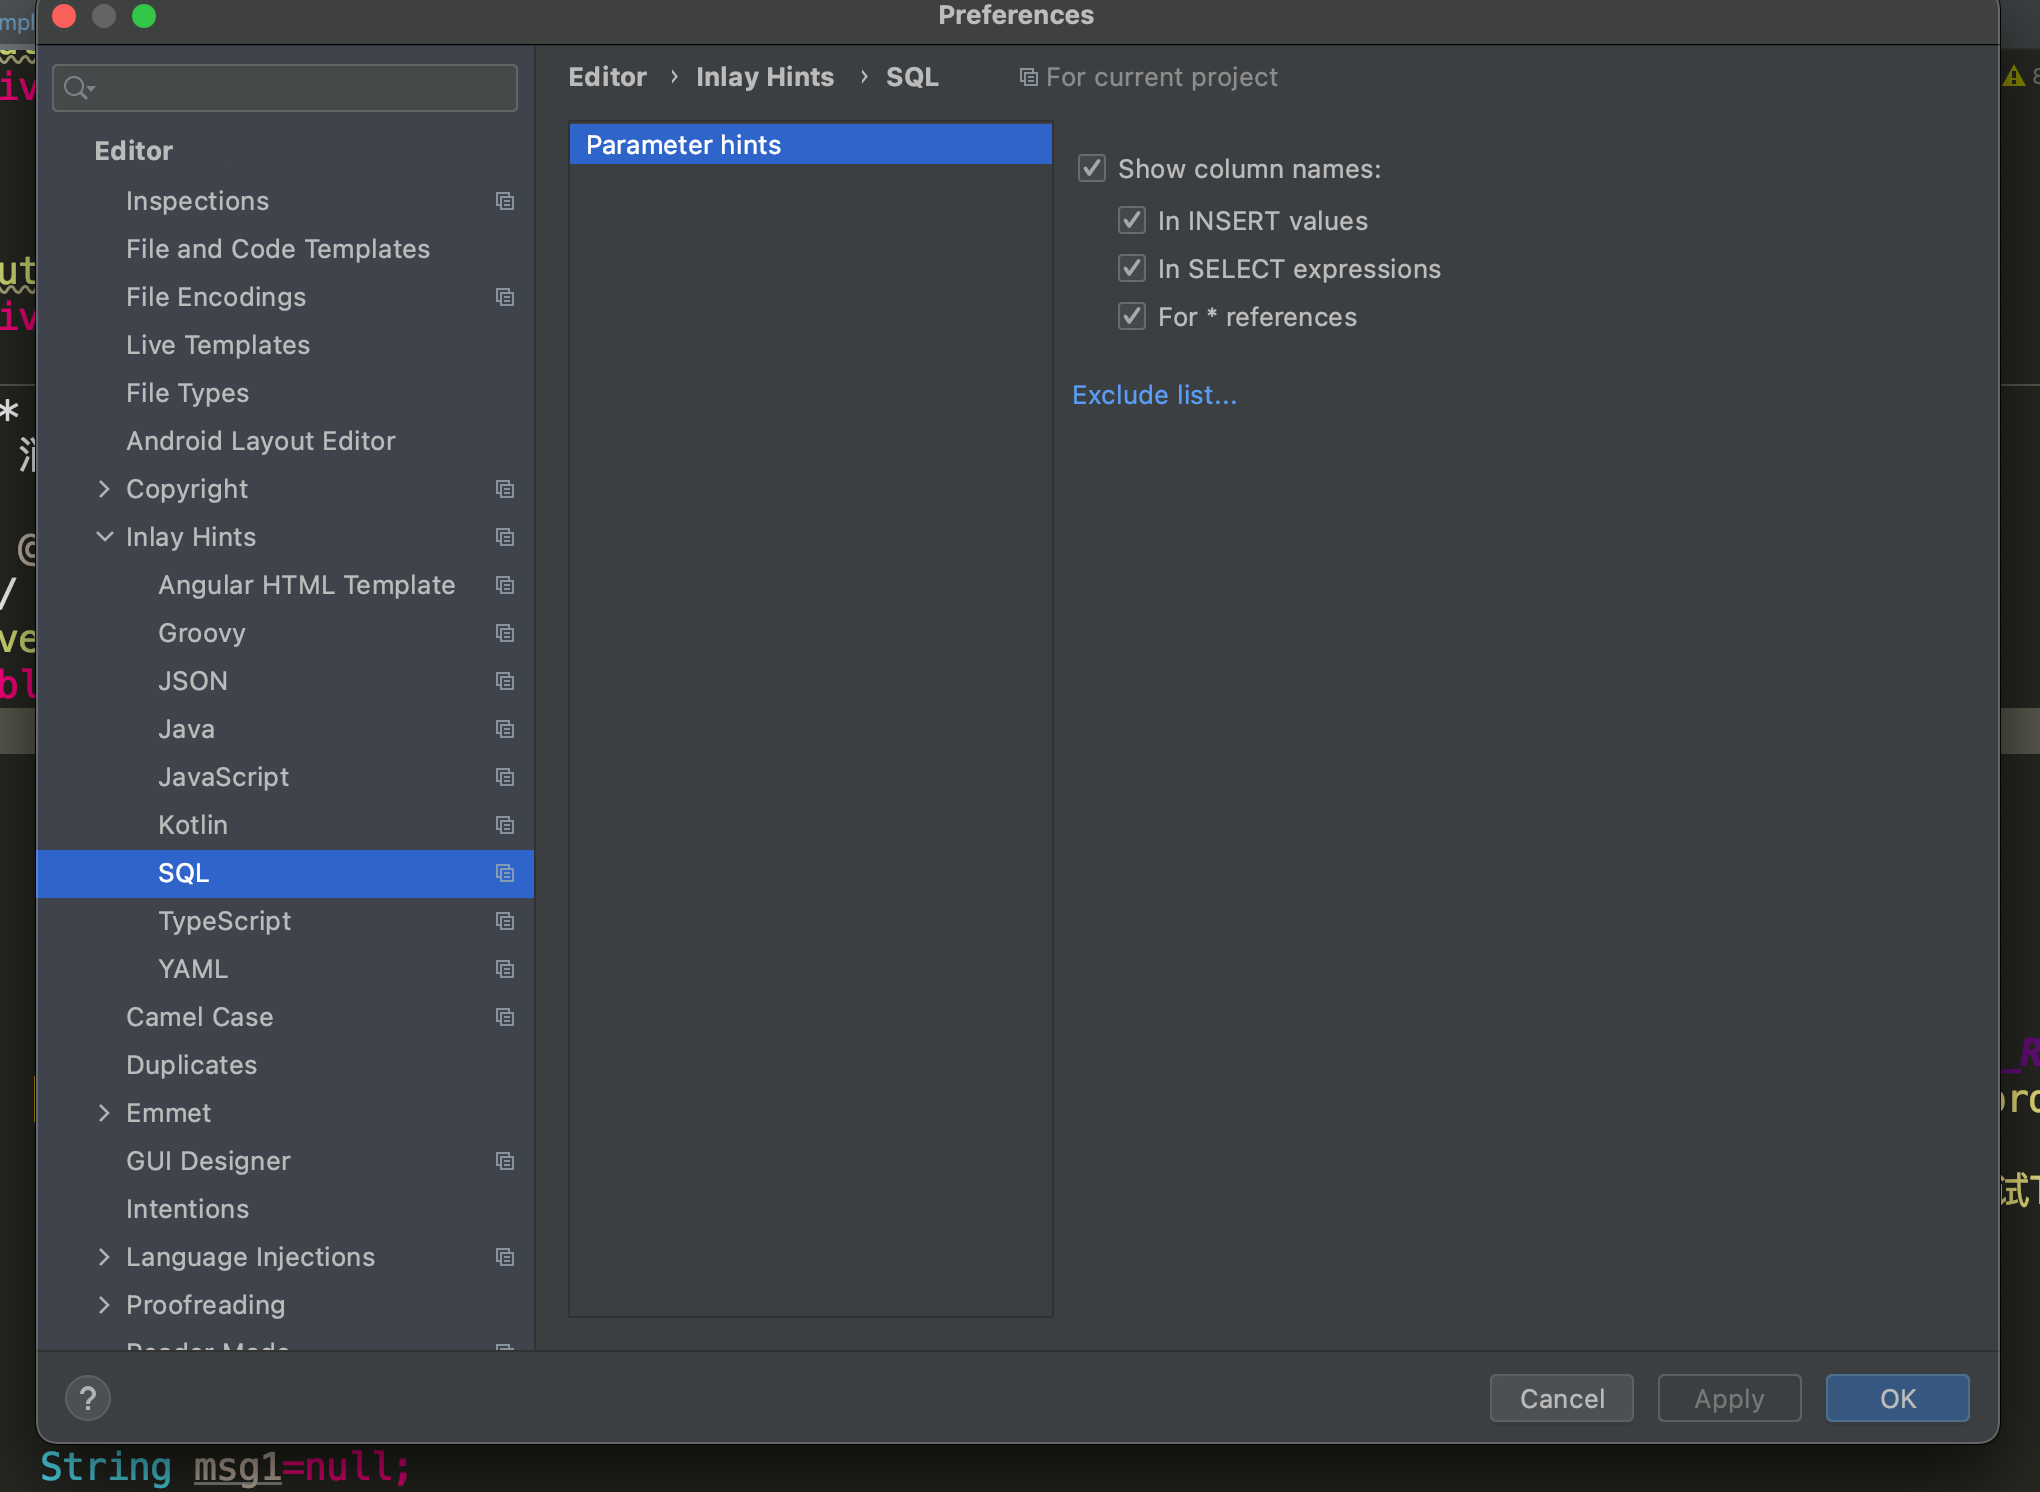 Preferences
Editor › Inlay Hints › SQL For current project
Editor
Inspections
File and Code Templates
File Encodings
Live Templates
File Types
Android Layout Editor
Copyright
Inlay Hints
Angular HTML Template
Groovy
JSON
Java
JavaScript
Kotlin
SQL
TypeScript
YAML
Camel Case
Duplicates
Emmet
GUI Designer
Intentions
Language Injections
Proofreading
Reader Mode
Parameter hints
Show column names:
In INSERT values
In SELECT expressions
For * references
Exclude list...
?
Cancel Apply OK
String msg1=null;